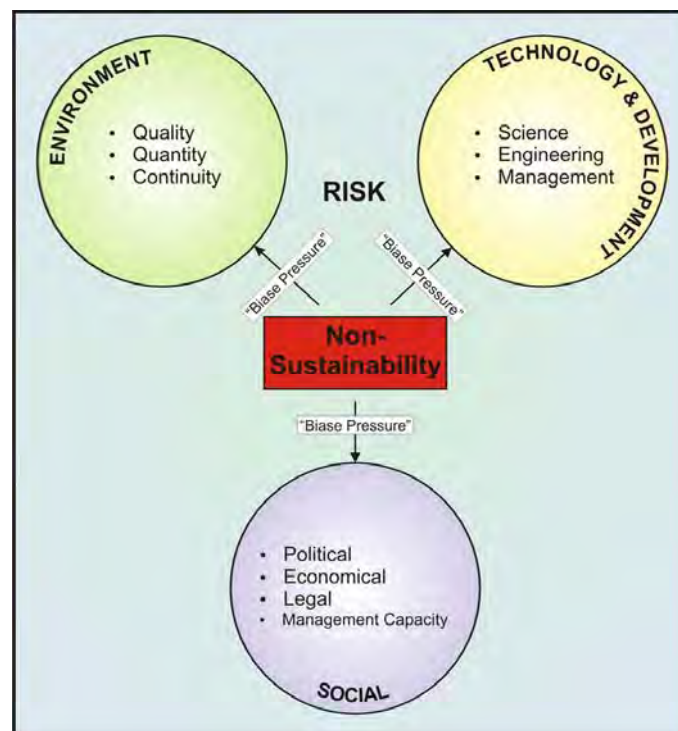 ENVIRONMENT
• Quality
• Quantity
• Continuity
TECHNOLOGY & DEVELOPMENT
• Science
• Engineering
• Management
RISK
"Biase Pressure"
"Biase Pressure"
Non-
Sustainability
"Biase Pressure"
• Political
• Economical
• Legal
• Management Capacity
SOCIAL